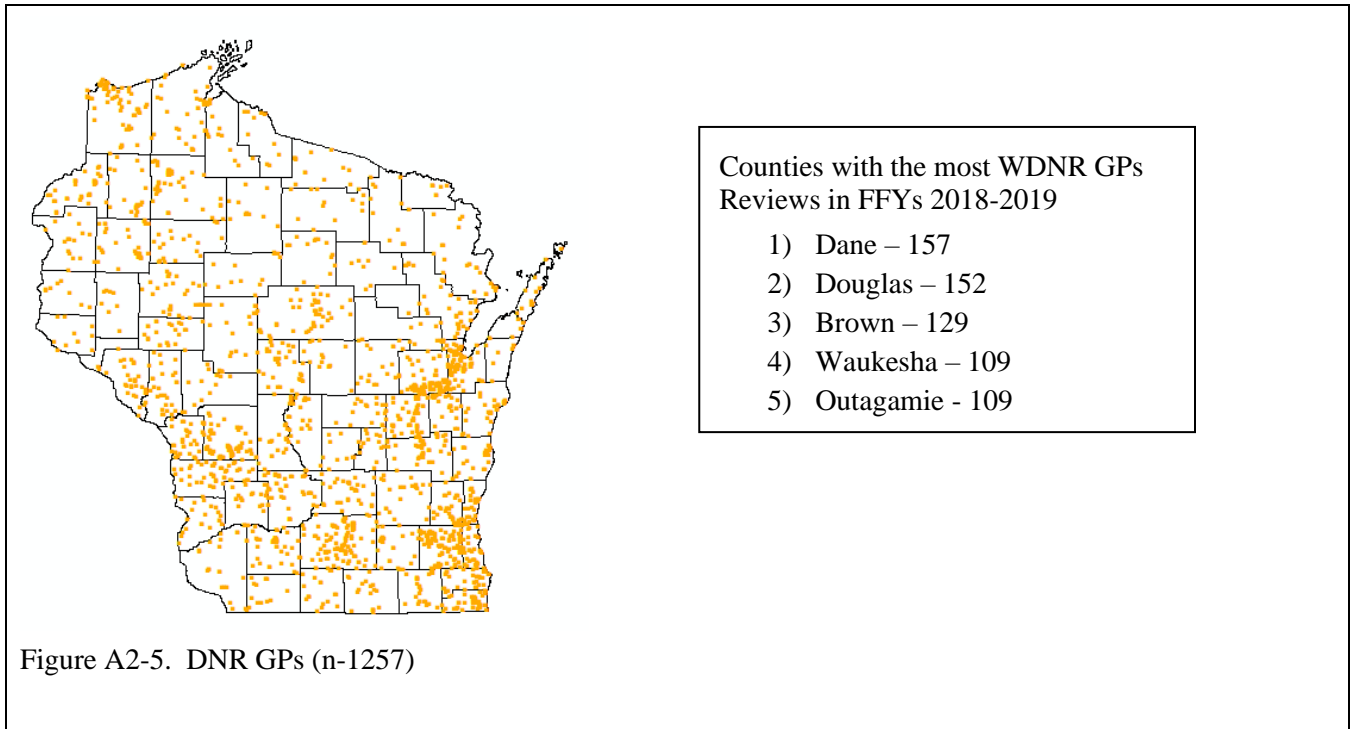 Counties with the most WDNR GPs
Reviews in FFYs 2018-2019
1) Dane – 157
2) Douglas – 152
3) Brown – 129
4) Waukesha – 109
5) Outagamie - 109
Figure A2-5. DNR GPs (n-1257)